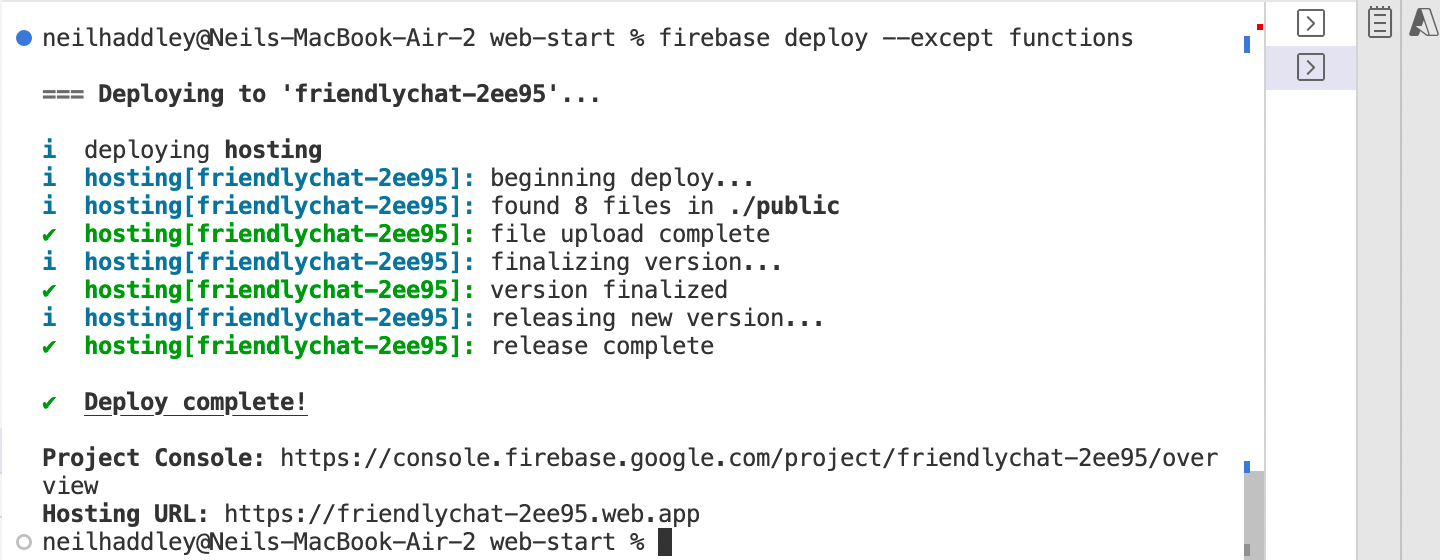 neilhaddley@Neils-MacBook-Air-2 web-start % firebase deploy --except functions
=== Deploying to 'friendlychat-2ee95'...
i  deploying hosting
i  hosting[friendlychat-2ee95]: beginning deploy...
i  hosting[friendlychat-2ee95]: found 8 files in ./public
✔  hosting[friendlychat-2ee95]: file upload complete
i  hosting[friendlychat-2ee95]: finalizing version...
✔  hosting[friendlychat-2ee95]: version finalized
i  hosting[friendlychat-2ee95]: releasing new version...
✔  hosting[friendlychat-2ee95]: release complete
✔  Deploy complete!
Project Console: https://console.firebase.google.com/project/friendlychat-2ee95/over
view
Hosting URL: https://friendlychat-2ee95.web.app
neilhaddley@Neils-MacBook-Air-2 web-start %